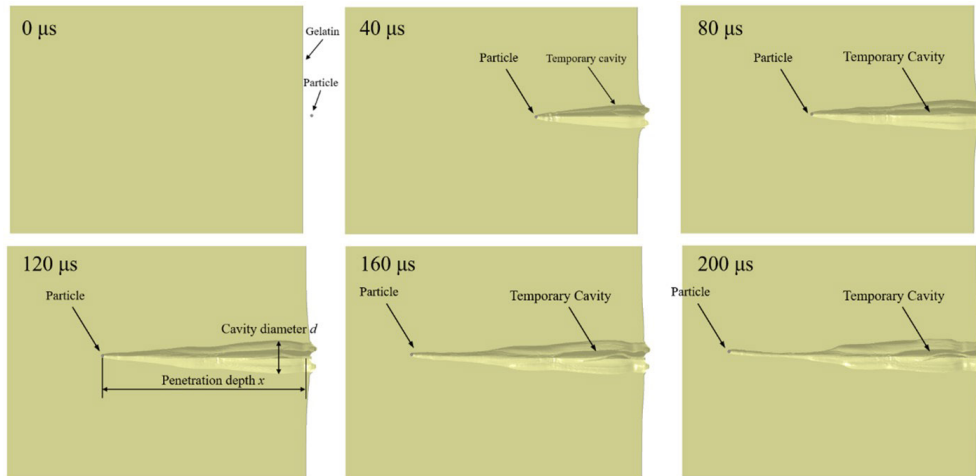 0 μs
Gelatin
Particle
40 μs
Particle
Temporary cavity
80 μs
Particle
Temporary Cavity
120 μs
Particle
Cavity diameter d
Penetration depth x
160 μs
Particle
Temporary Cavity
200 μs
Particle
Temporary Cavity